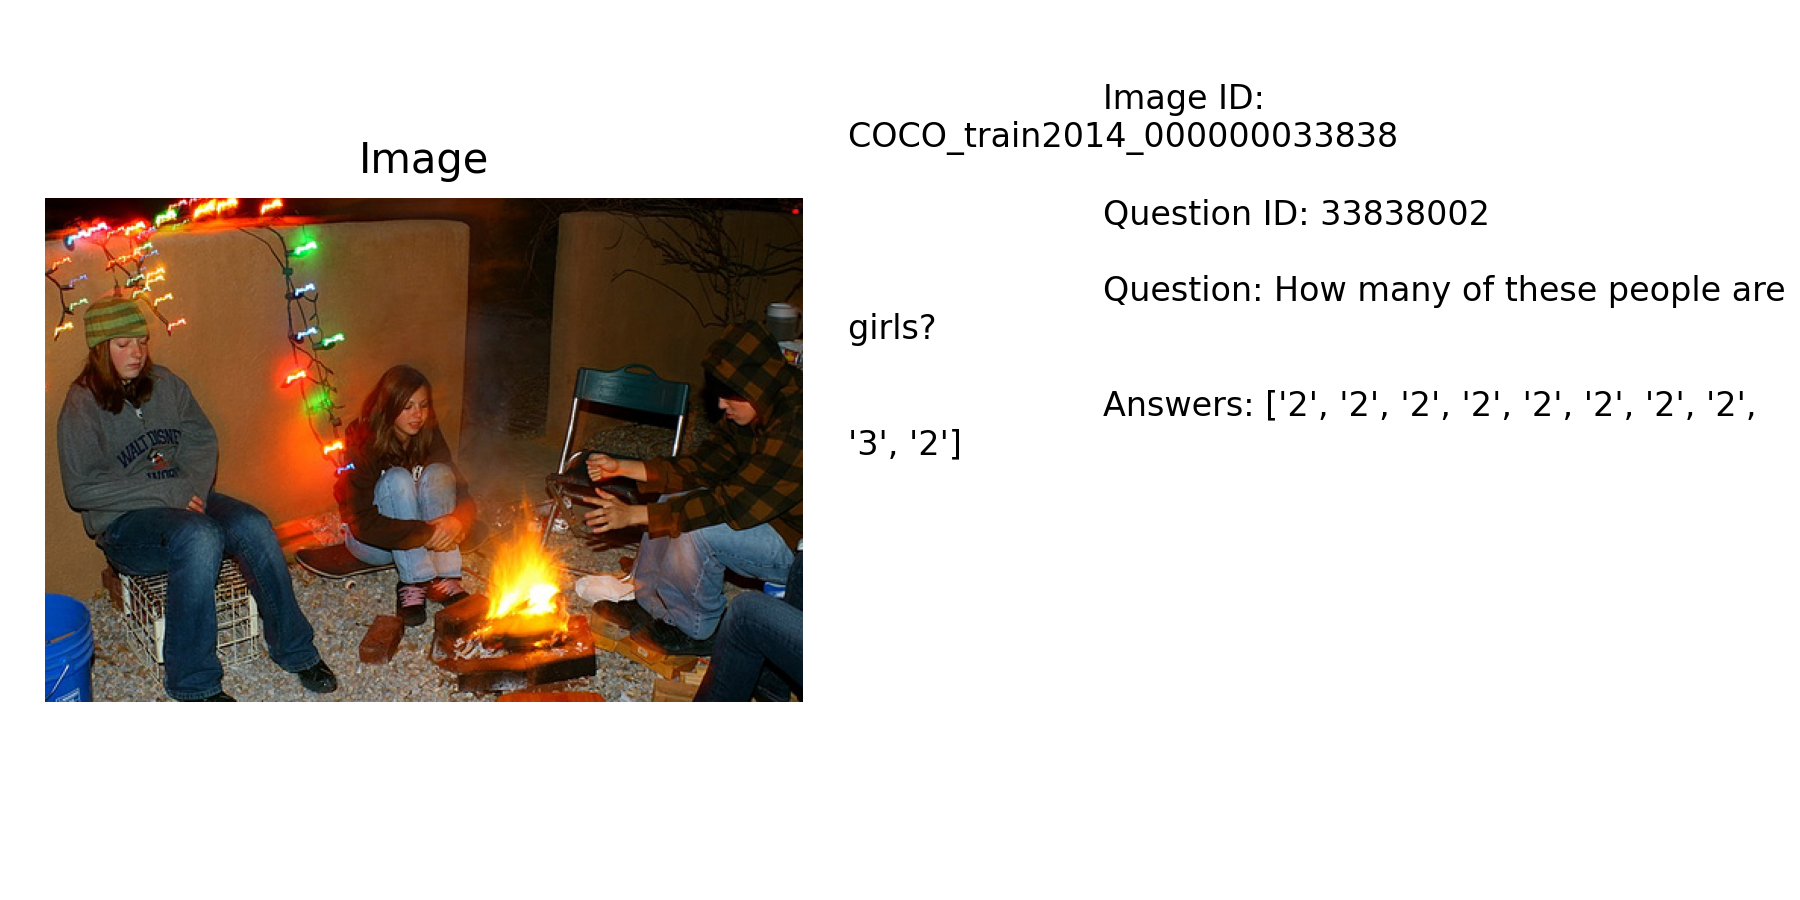 Image
Image ID:
COCO_train2014_000000033838
Question ID: 33838002
Question: How many of these people are
girls?
Answers: ['2', '2', '2', '2', '2', '2', '2', '2',
'3', '2']
WALT DISNEY
WORLD